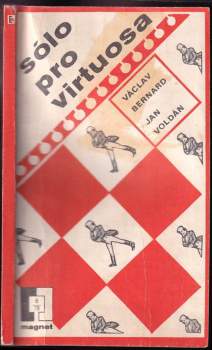 sólo
pro
virtuosa
VÁCLAV
BERNARD
JAN
VOLDÁN
magnet